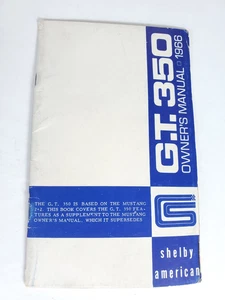 G.T. 350
OWNER'S MANUAL 1966
THE G. T. 350 IS BASED ON THE MUSTANG
2+2. THIS BOOK COVERS THE G. T. 350 FEA-
TURES AS A SUPPLEMENT TO THE MUSTANG
OWNER'S MANUAL, WHICH IT SUPERSEDES.
shelby
american